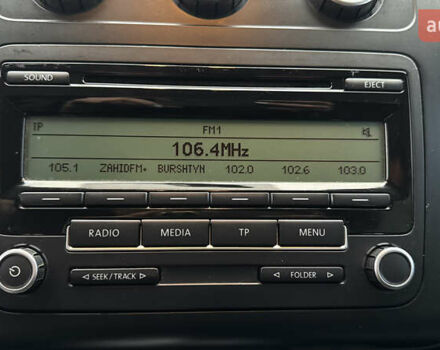 au
SOUND
EJECT
TP
FM1
106.4MHz
105.1 ZAHIDFM• BURSHTYN 102.0 102.6 103.0
RADIO MEDIA TP MENU
◁ SEEK/TRACK ▷ ◁ FOLDER ▷